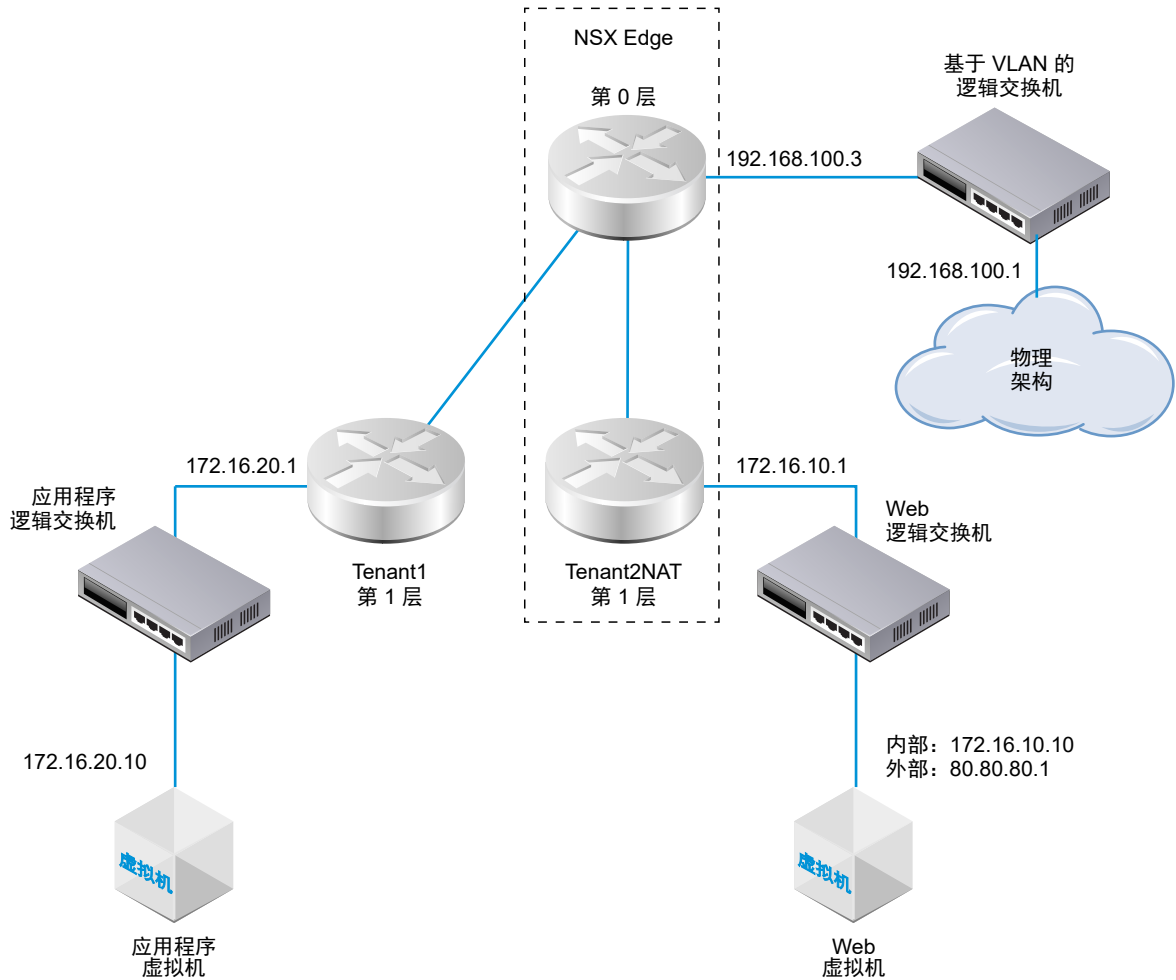 NSX Edge
第 0 层
基于 VLAN 的
逻辑交换机
192.168.100.3
192.168.100.1
物理
架构
172.16.20.1
172.16.10.1
应用程序
逻辑交换机
Web
逻辑交换机
Tenant1
第 1 层
Tenant2NAT
第 1 层
172.16.20.10
内部：172.16.10.10
外部：80.80.80.1
虚拟机
虚拟机
应用程序
虚拟机
Web
虚拟机